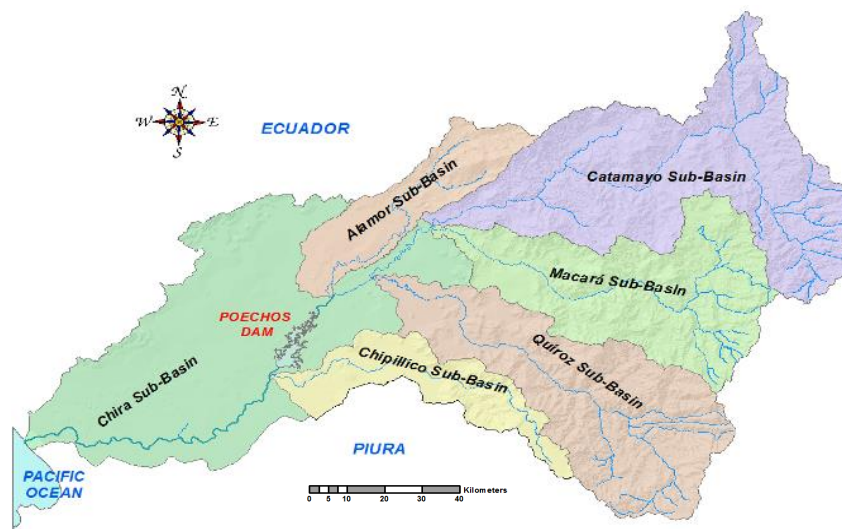 N
W E
S
ECUADOR
Catamayo Sub-Basin
Alamor Sub-Basin
Macará Sub-Basin
POECHOS
DAM
Quiroz Sub-Basin
Chipillico Sub-Basin
Chira Sub-Basin
PIURA
PACIFIC
OCEAN
0 5 10 20 30 40 Kilometers